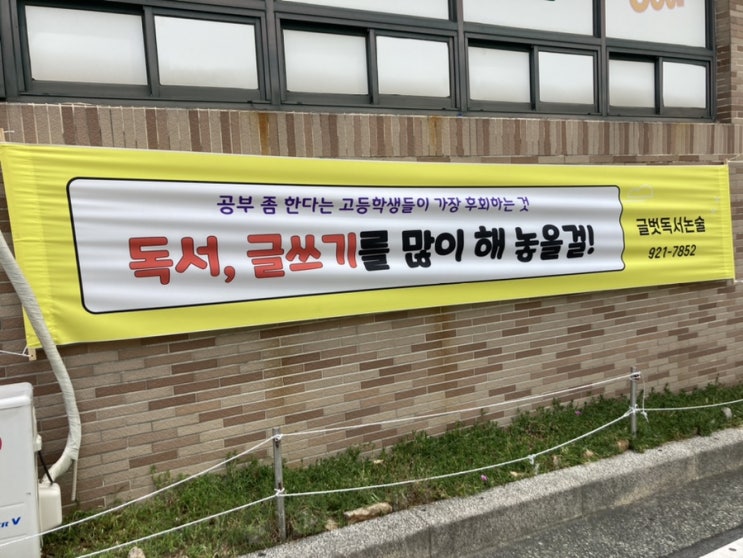 공부 좀 한다는 고등학생들이 가장 후회하는 것
독서, 글쓰기를 많이 해 놓을걸!
글벗독서논술
921-7852